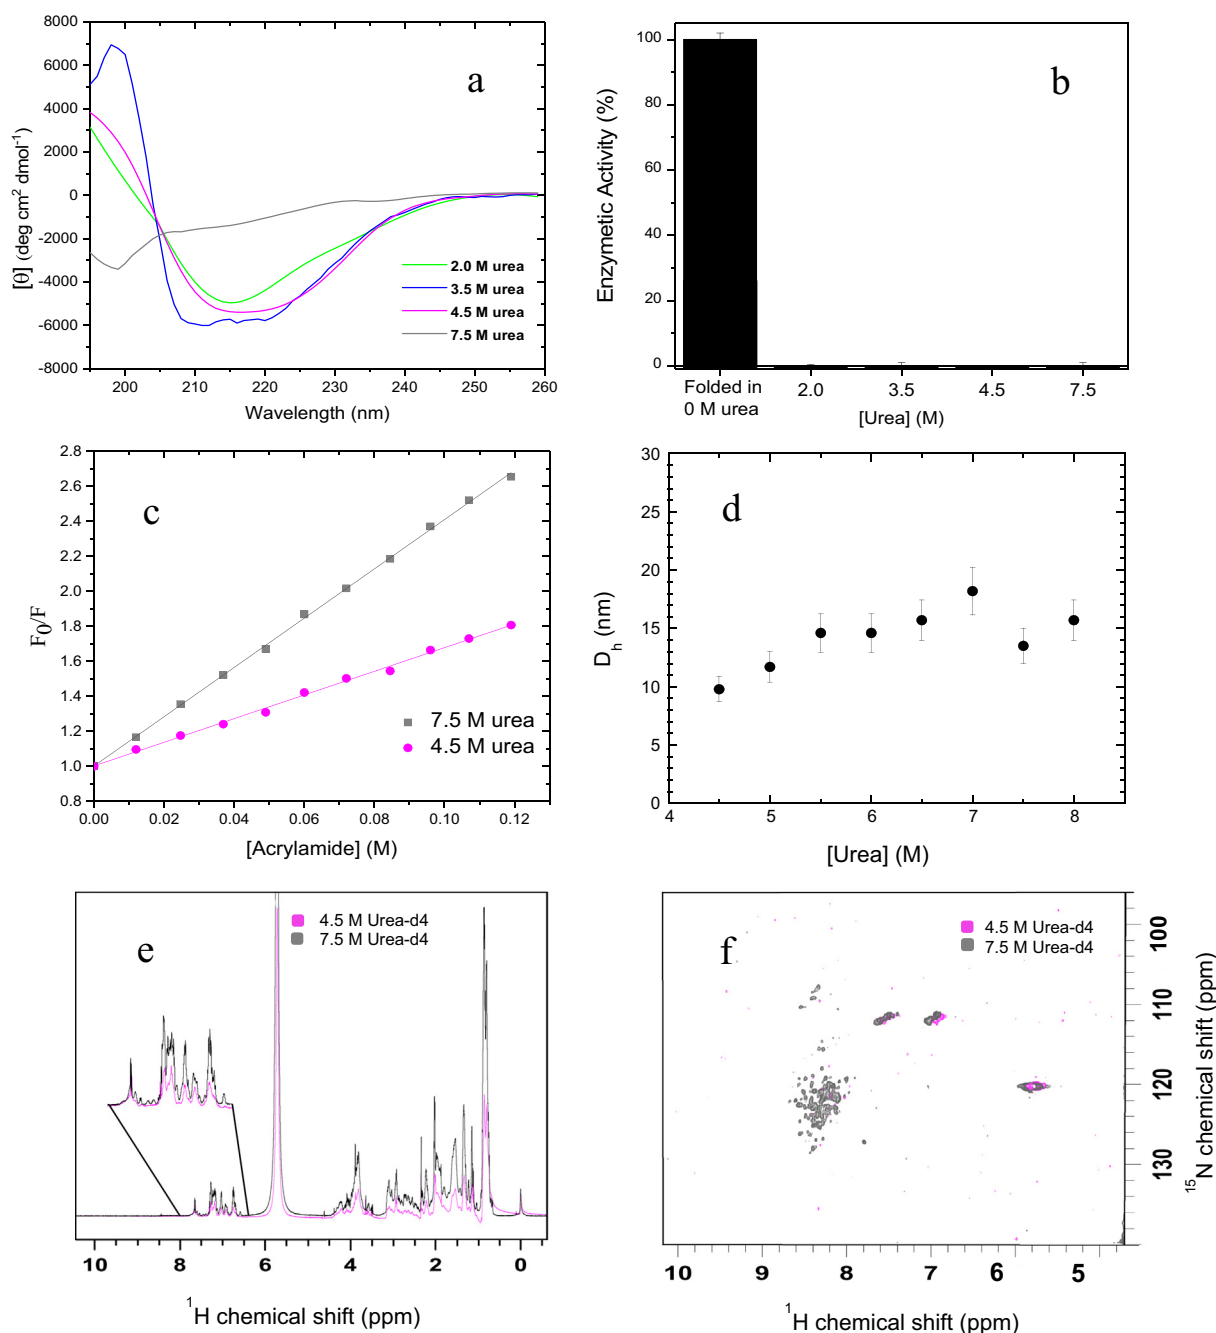 a
8000
6000
4000
2000
0
-2000
-4000
-6000
-8000
[θ] (deg cm² dmol⁻¹)
2.0 M urea
3.5 M urea
4.5 M urea
7.5 M urea
200 210 220 230 240 250 260
Wavelength (nm)
b
100
80
60
40
20
0
Enzymetic Activity (%)
Folded in
0 M urea
2.0 3.5 4.5 7.5
[Urea] (M)
c
2.8
2.6
2.4
2.2
2.0
1.8
1.6
1.4
1.2
1.0
0.8
F₀/F
7.5 M urea
4.5 M urea
0.00 0.02 0.04 0.06 0.08 0.10 0.12
[Acrylamide] (M)
d
30
25
20
15
10
5
0
Dₕ (nm)
4 5 6 7 8
[Urea] (M)
e
4.5 M Urea-d4
7.5 M Urea-d4
10 8 6 4 2 0
¹H chemical shift (ppm)
f
4.5 M Urea-d4
7.5 M Urea-d4
100
110
120
130
¹⁵N chemical shift (ppm)
10 9 8 7 6 5
¹H chemical shift (ppm)